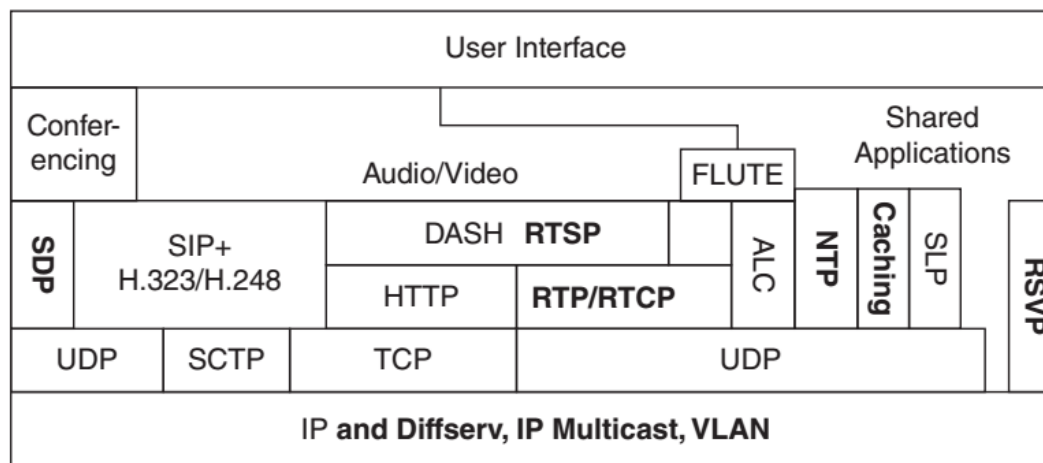 User Interface
Confer-
encing
Audio/Video
Shared
Applications
FLUTE
SDP
SIP+
H.323/H.248
DASH RTSP
HTTP
RTP/RTCP
ALC
NTP
Caching
SLP
RSVP
UDP
SCTP
TCP
UDP
IP and Diffserv, IP Multicast, VLAN